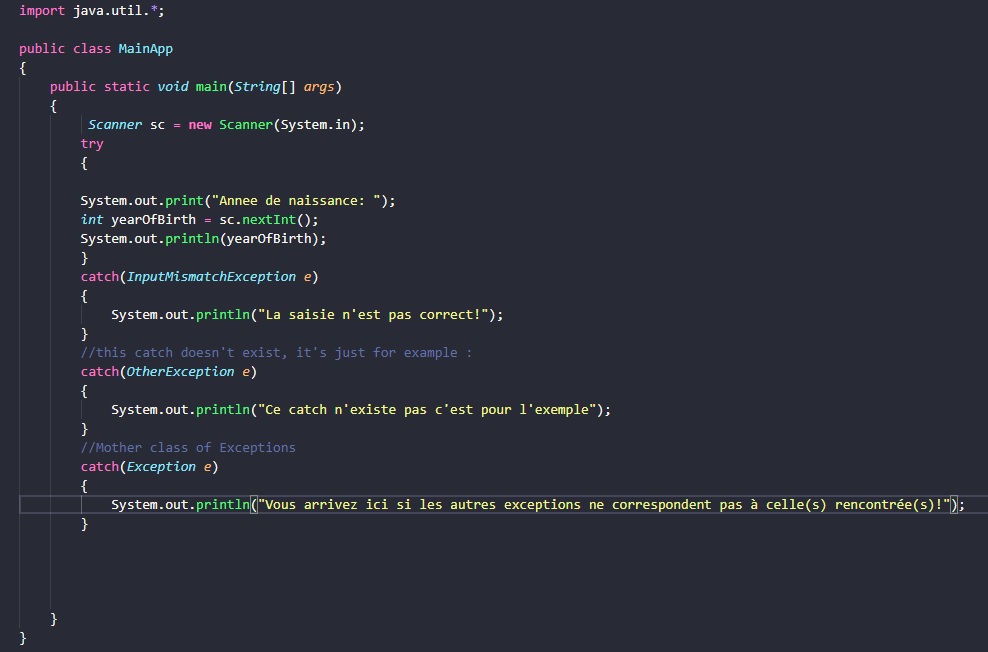 import java.util.*;
public class MainApp
{
public static void main(String[] args)
{
Scanner sc = new Scanner(System.in);
try
{
System.out.print("Annee de naissance: ");
int yearOfBirth = sc.nextInt();
System.out.println(yearOfBirth);
}
catch(InputMismatchException e)
{
System.out.println("La saisie n'est pas correct!");
}
//this catch doesn't exist, it's just for example :
catch(OtherException e)
{
System.out.println("Ce catch n'existe pas c'est pour l'exemple");
}
//Mother class of Exceptions
catch(Exception e)
{
System.out.println("Vous arrivez ici si les autres exceptions ne correspondent pas à celle(s) rencontrée(s)!");
}
}
}